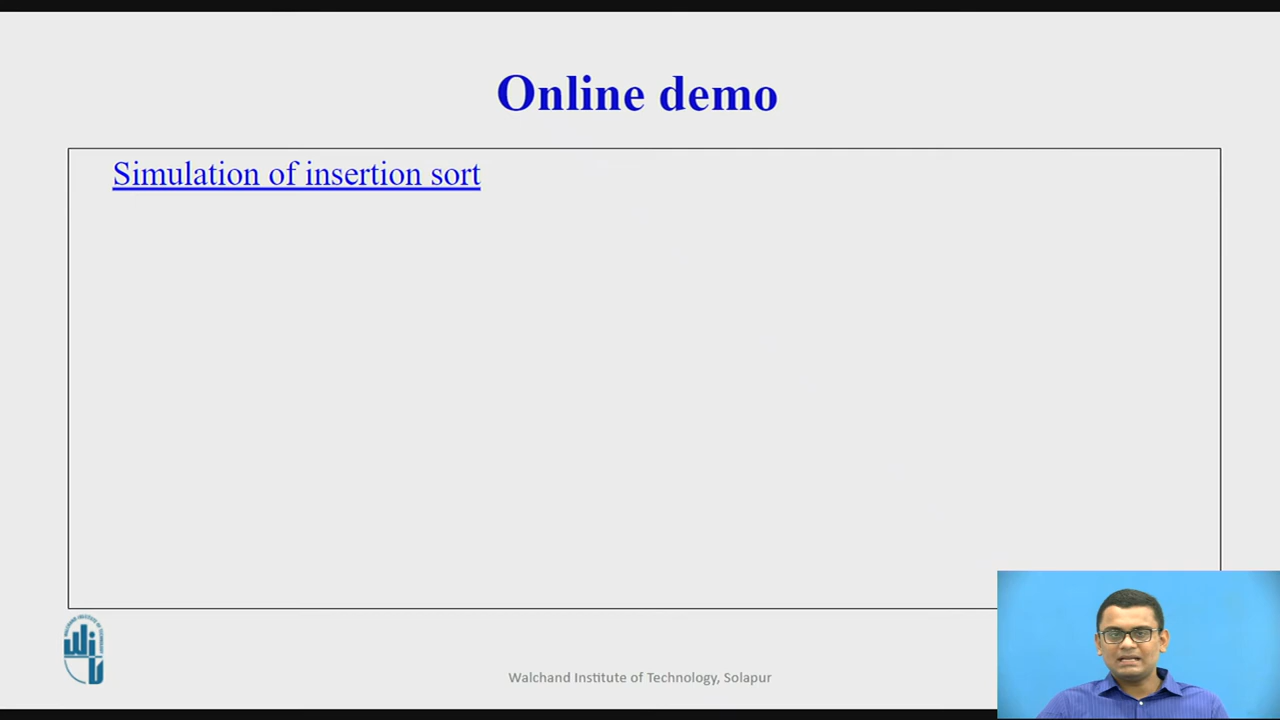 Online demo
Simulation of insertion sort
Walchand Institute of Technology, Solapur